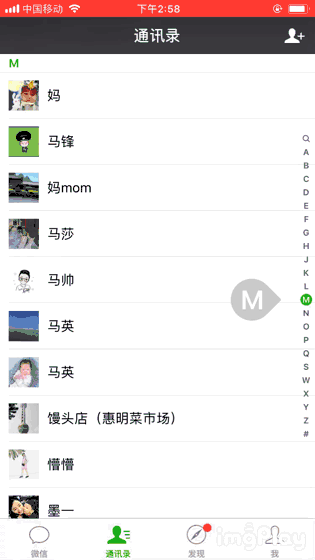 中国移动
下午2:58
通讯录
M
妈
马锋
妈mom
马莎
马帅
马英
马英
馒头店（惠明菜市场）
懵懵
墨一
M
A
B
C
D
E
F
G
H
J
K
L
M
N
O
P
Q
S
W
X
Y
Z
#
微信
通讯录
发现
我
imgPlay